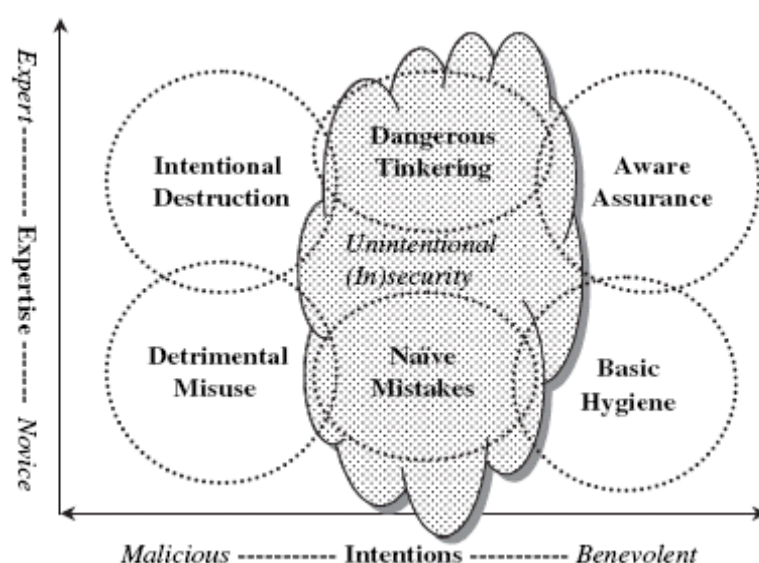 Dangerous
Tinkering
Intentional
Destruction
Aware
Assurance
Unintentional
(In)security
Detrimental
Misuse
Naïve
Mistakes
Basic
Hygiene
Novice -------- Expertise -------- Expert
Malicious ----------- Intentions ---------- Benevolent